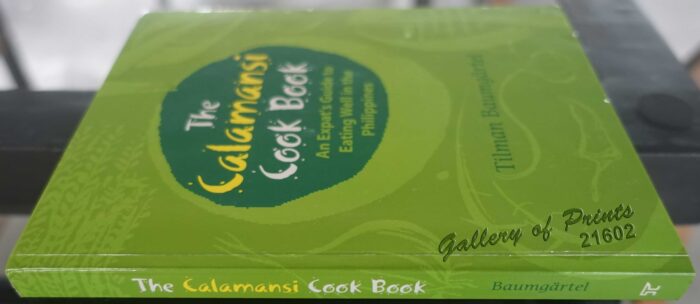 The
Calamansi
Cook Book
An Expat's Guide to
Eating Well in the
Philippines
Tilman Baumgärtel
Gallery of Prints
21602
The Calamansi Cook Book
Baumgärtel